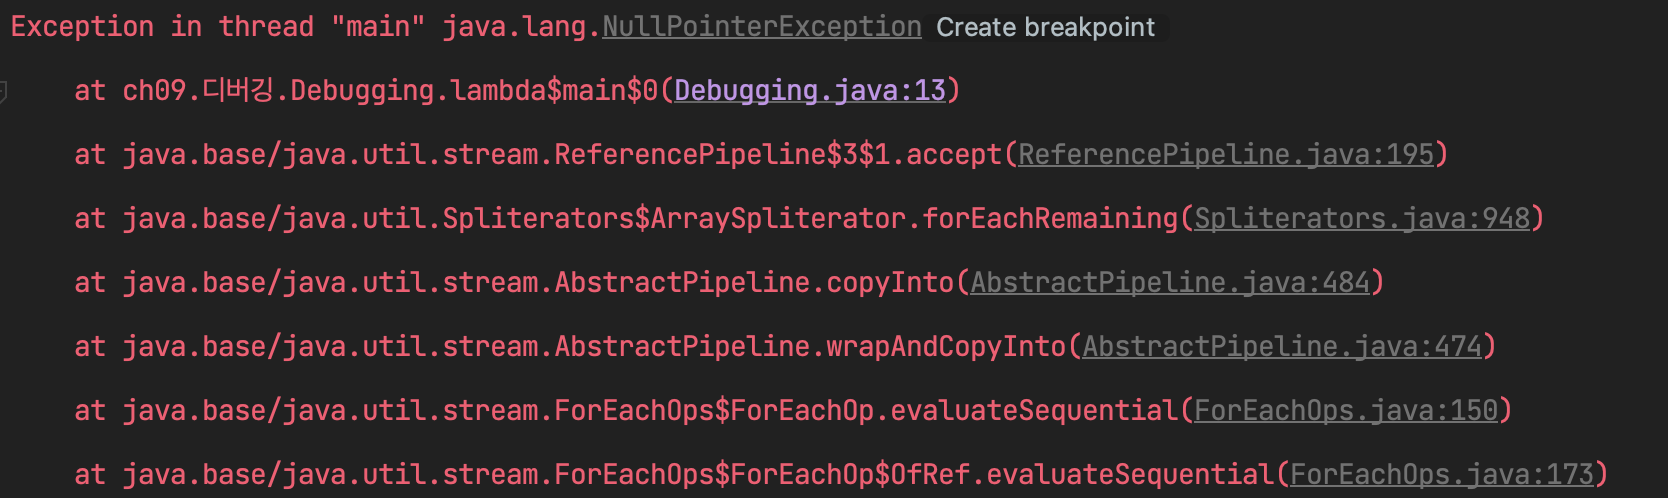 Exception in thread "main" java.lang.NullPointerException Create breakpoint
at ch09.디버깅.Debugging.lambda$main$0(Debugging.java:13)
at java.base/java.util.stream.ReferencePipeline$3$1.accept(ReferencePipeline.java:195)
at java.base/java.util.Spliterators$ArraySpliterator.forEachRemaining(Spliterators.java:948)
at java.base/java.util.stream.AbstractPipeline.copyInto(AbstractPipeline.java:484)
at java.base/java.util.stream.AbstractPipeline.wrapAndCopyInto(AbstractPipeline.java:474)
at java.base/java.util.stream.ForEachOps$ForEachOp.evaluateSequential(ForEachOps.java:150)
at java.base/java.util.stream.ForEachOps$ForEachOp$OfRef.evaluateSequential(ForEachOps.java:173)